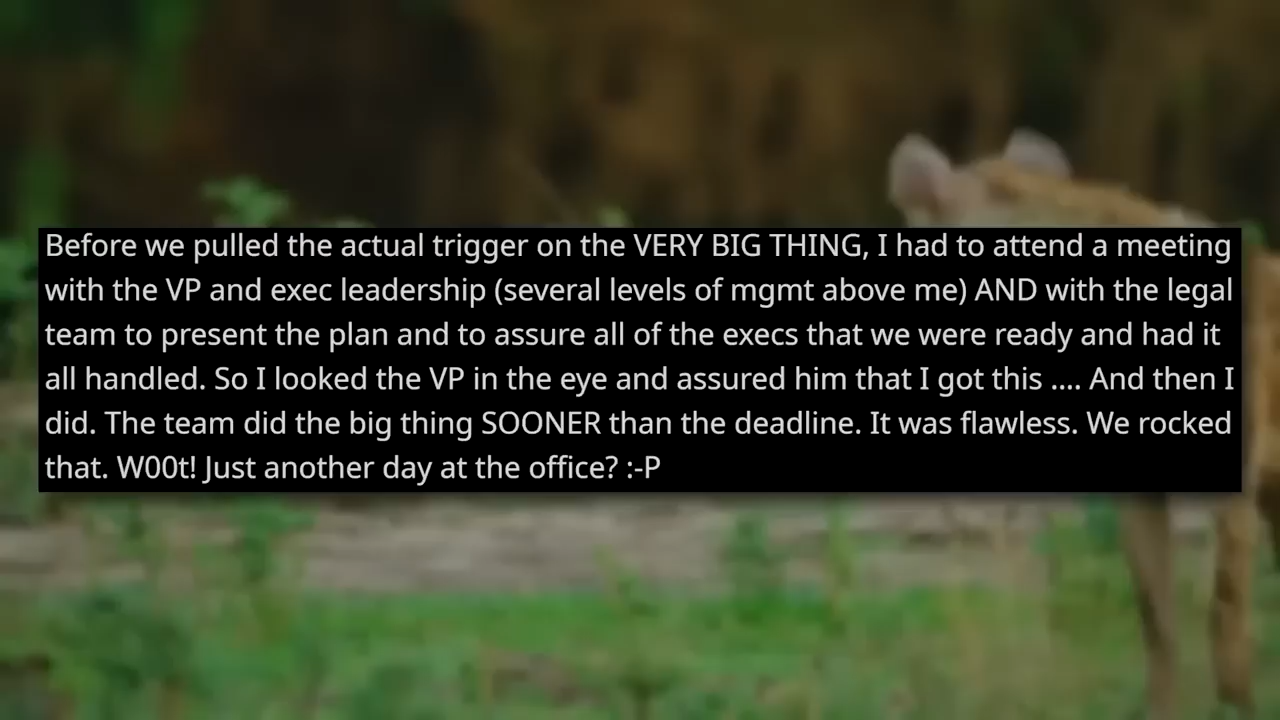 Before we pulled the actual trigger on the VERY BIG THING, I had to attend a meeting
with the VP and exec leadership (several levels of mgmt above me) AND with the legal
team to present the plan and to assure all of the execs that we were ready and had it
all handled. So I looked the VP in the eye and assured him that I got this .... And then I
did. The team did the big thing SOONER than the deadline. It was flawless. We rocked
that. W00t! Just another day at the office? :-P